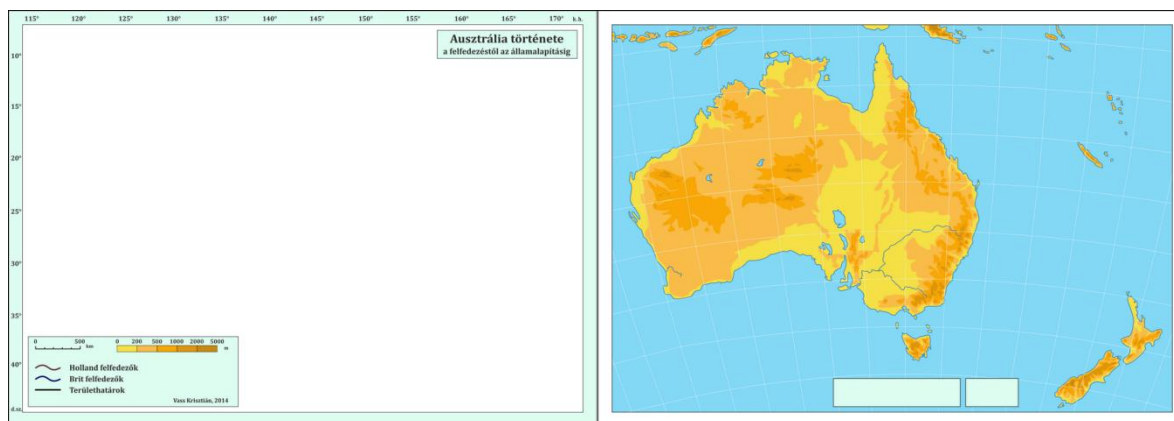 115° 120° 125° 130° 135° 140° 145° 150° 155° 160° 165° 170° k.h.
Ausztrália története
a felfedezéstől az államalapításig
10°
15°
20°
25°
30°
35°
40°
d.sz.
0 500
km
0 200 500 1000 2000 5000
m
Holland felfedezők
Brit felfedezők
Területhatárok
Vass Krisztián, 2014